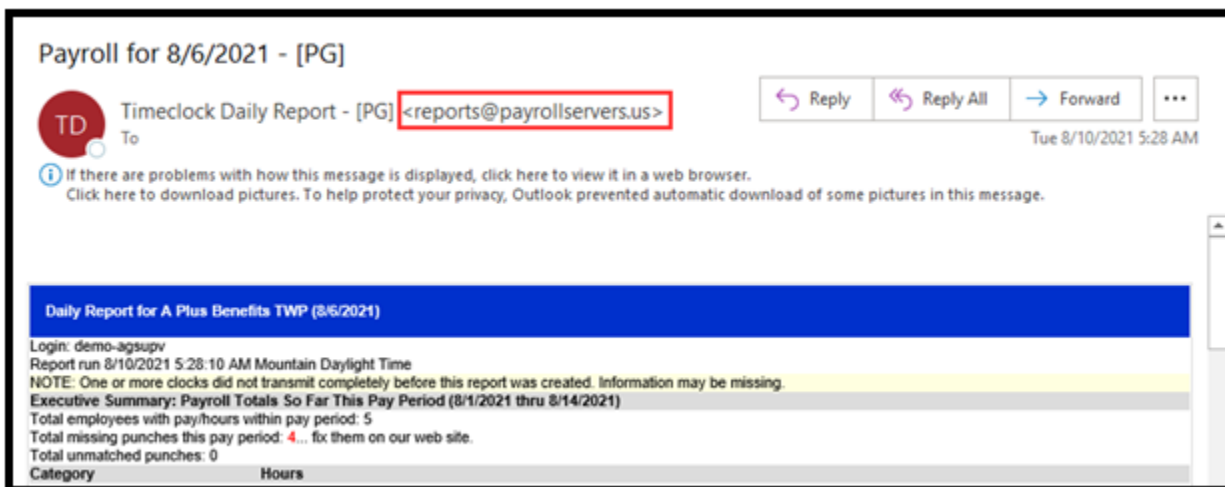 Payroll for 8/6/2021 - [PG]
TD
Timeclock Daily Report - [PG] <reports@payrollservers.us>
To
Reply
Reply All
Forward
...
Tue 8/10/2021 5:28 AM
If there are problems with how this message is displayed, click here to view it in a web browser.
Click here to download pictures. To help protect your privacy, Outlook prevented automatic download of some pictures in this message.
Daily Report for A Plus Benefits TWP (8/6/2021)
Login: demo-agsupv
Report run 8/10/2021 5:28:10 AM Mountain Daylight Time
NOTE: One or more clocks did not transmit completely before this report was created. Information may be missing.
Executive Summary: Payroll Totals So Far This Pay Period (8/1/2021 thru 8/14/2021)
Total employees with pay/hours within pay period: 5
Total missing punches this pay period: 4... fix them on our web site.
Total unmatched punches: 0
Category Hours